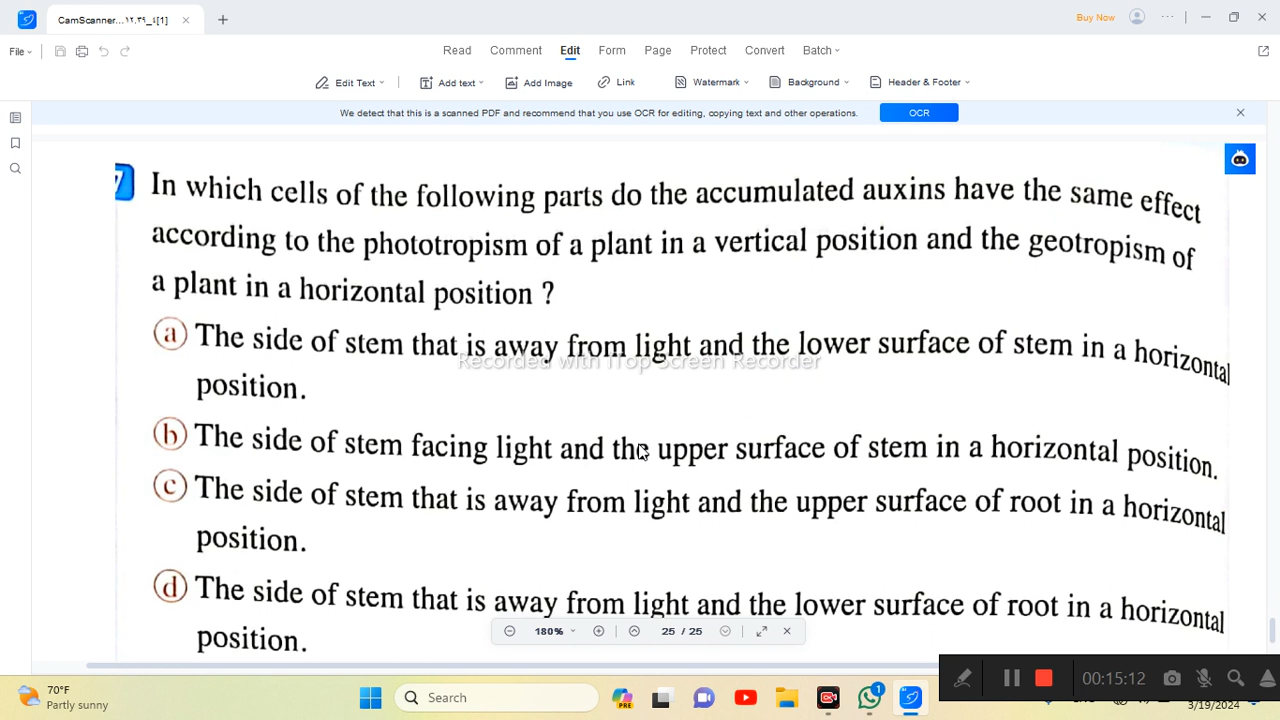 CamScanner...١٢.٣٩_٤[1]
Buy Now
File
Read
Comment
Edit
Form
Page
Protect
Convert
Batch
Edit Text
Add text
Add Image
Link
Watermark
Background
Header & Footer
We detect that this is a scanned PDF and recommend that you use OCR for editing, copying text and other operations.
OCR
7 In which cells of the following parts do the accumulated auxins have the same effect
according to the phototropism of a plant in a vertical position and the geotropism of
a plant in a horizontal position ?
a The side of stem that is away from light and the lower surface of stem in a horizontal
Recorded with iTop Screen Recorder
position.
b The side of stem facing light and the upper surface of stem in a horizontal position.
c The side of stem that is away from light and the upper surface of root in a horizontal
position.
d The side of stem that is away from light and the lower surface of root in a horizontal
position.
180%
25 / 25
00:15:12
70°F
Partly sunny
Search
PRE
1
3/19/2024